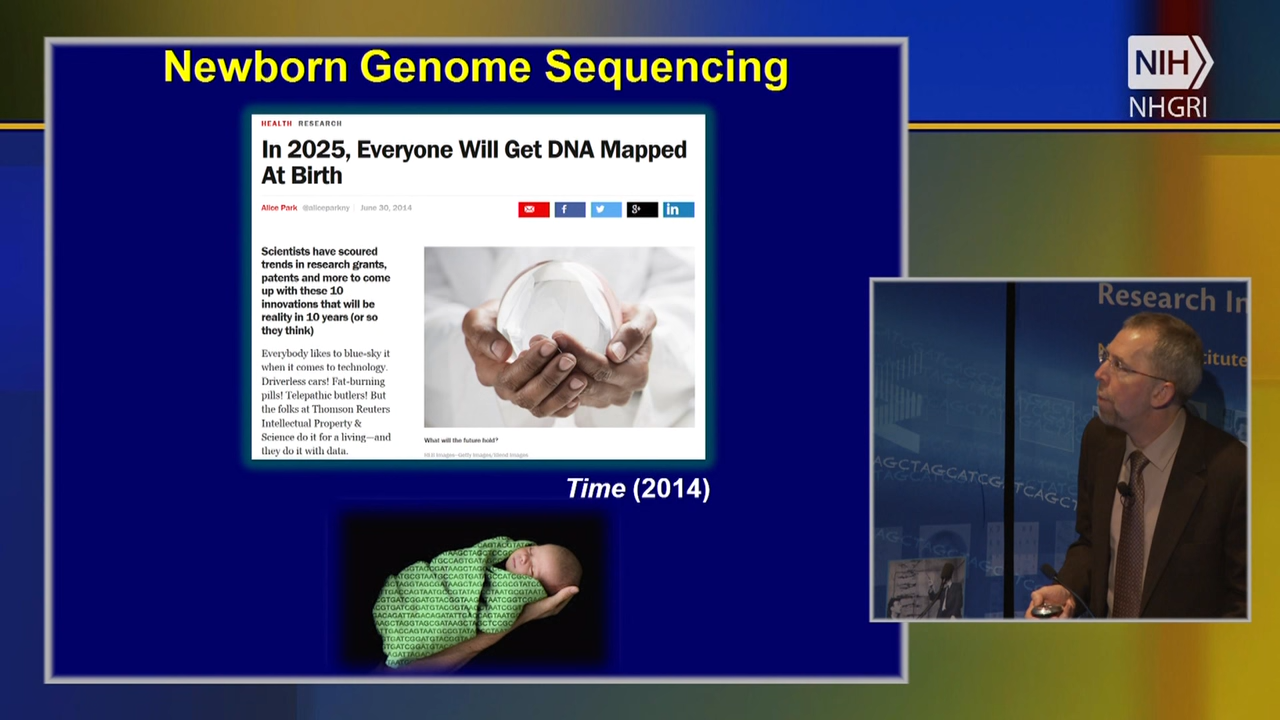 Newborn Genome Sequencing
HEALTH RESEARCH
In 2025, Everyone Will Get DNA Mapped
At Birth
Alice Park @aliceparkny June 30, 2014
Scientists have scoured
trends in research grants,
patents and more to come
up with these 10
innovations that will be
reality in 10 years (or so
they think)
Everybody likes to blue-sky it
when it comes to technology.
Driverless cars! Fat-burning
pills! Telepathic butlers! But
the folks at Thomson Reuters
Intellectual Property &
Science do it for a living—and
they do it with data.
What will the future hold?
Time (2014)
NIH
NHGRI
Research In
AGCTAGCATCGATCAGCT